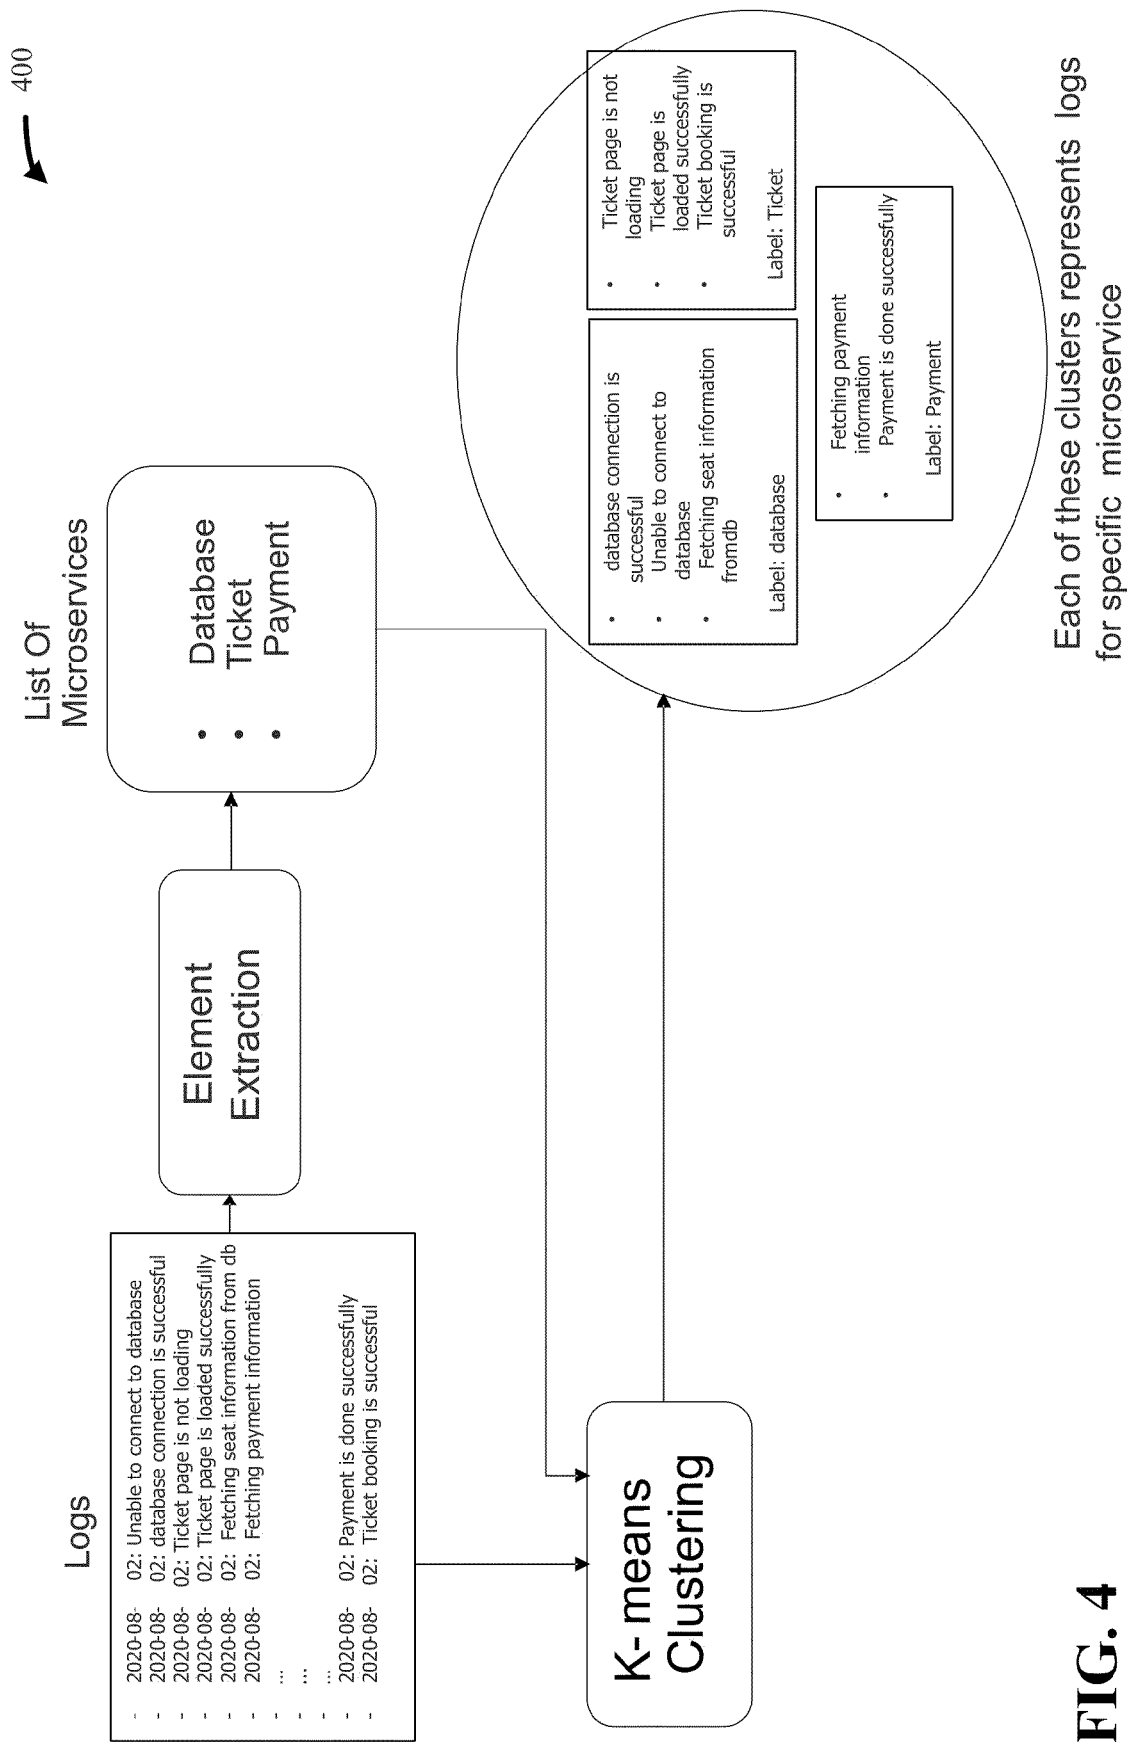 400
Logs
- 2020-08- 02: Unable to connect to database
- 2020-08- 02: database connection is successful
- 2020-08- 02: Ticket page is not loading
- 2020-08- 02: Ticket page is loaded successfully
- 2020-08- 02: Fetching seat information from db
- 2020-08- 02: Fetching payment information
- ...
- ...
- ...
- 2020-08- 02: Payment is done successfully
- 2020-08- 02: Ticket booking is successful
Element
Extraction
List Of
Microservices
• Database
• Ticket
• Payment
K- means
Clustering
• database connection is
successful
• Unable to connect to
database
• Fetching seat information
fromdb
Label: database
• Ticket page is not
loading
• Ticket page is
loaded successfully
• Ticket booking is
successful
Label: Ticket
• Fetching payment
information
• Payment is done successfully
Label: Payment
Each of these clusters represents logs
for specific microservice
FIG. 4